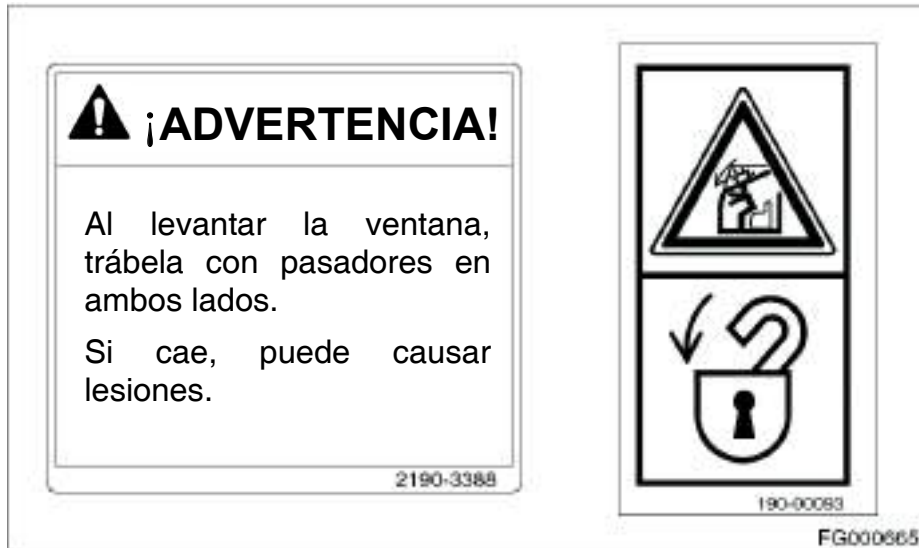 ¡ADVERTENCIA!
Al levantar la ventana,
trábela con pasadores en
ambos lados.
Si cae, puede causar
lesiones.
2190-3388
190-00093
FG000665